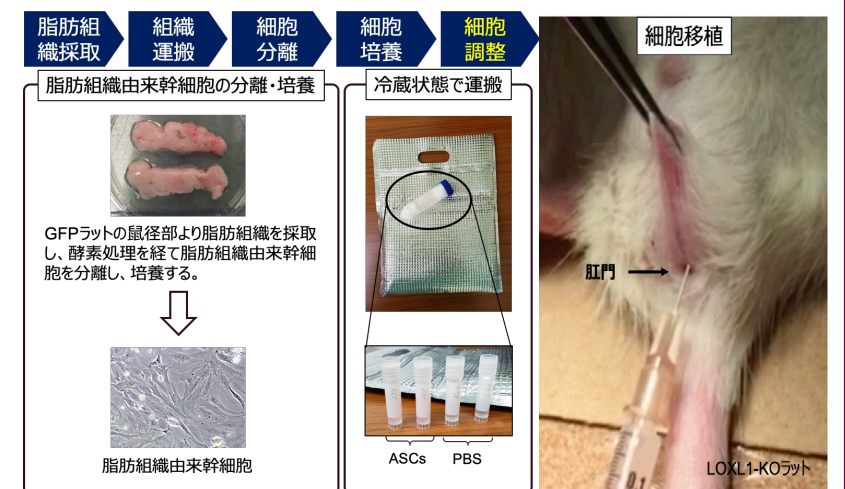 脂肪組
織採取
組織
運搬
細胞
分離
細胞
培養
細胞
調整
脂肪組織由来幹細胞の分離・培養
GFPラットの鼠径部より脂肪組織を採取
し、酵素処理を経て脂肪組織由来幹細
胞を分離し、培養する。
脂肪組織由来幹細胞
冷蔵状態で運搬
ASCs
PBS
細胞移植
肛門
0.1
LOXL1-KOラット